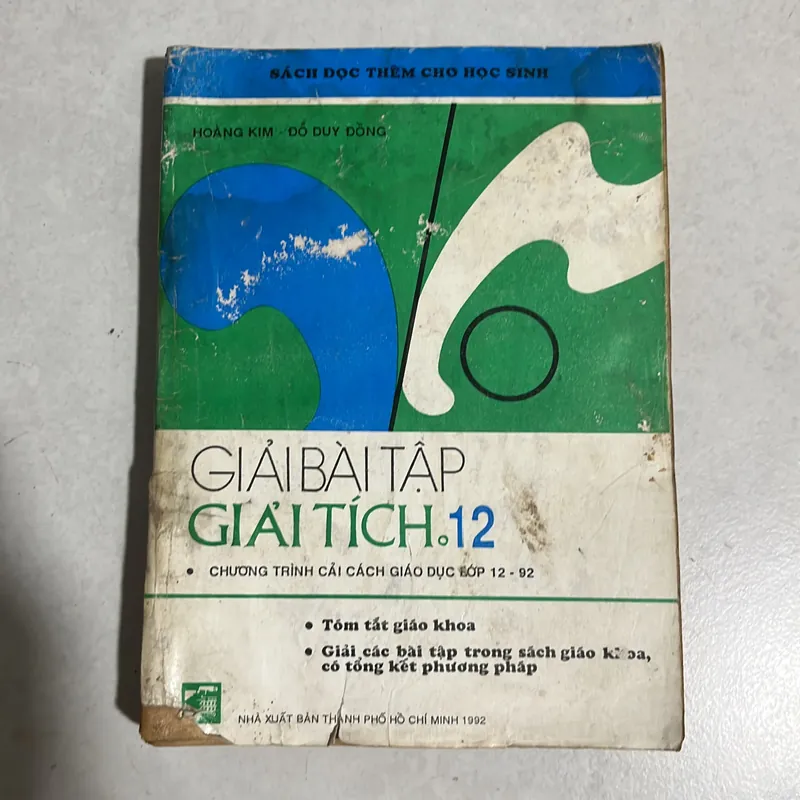 SÁCH ĐỌC THÊM CHO HỌC SINH
HOÀNG KIM - ĐỖ DUY ĐỒNG
GIẢI BÀI TẬP
GIẢI TÍCH. 12
• CHƯƠNG TRÌNH CẢI CÁCH GIÁO DỤC LỚP 12 - 92
• Tóm tắt giáo khoa
• Giải các bài tập trong sách giáo khoa,
có tổng kết phương pháp
NHÀ XUẤT BẢN THÀNH PHỐ HỒ CHÍ MINH 1992